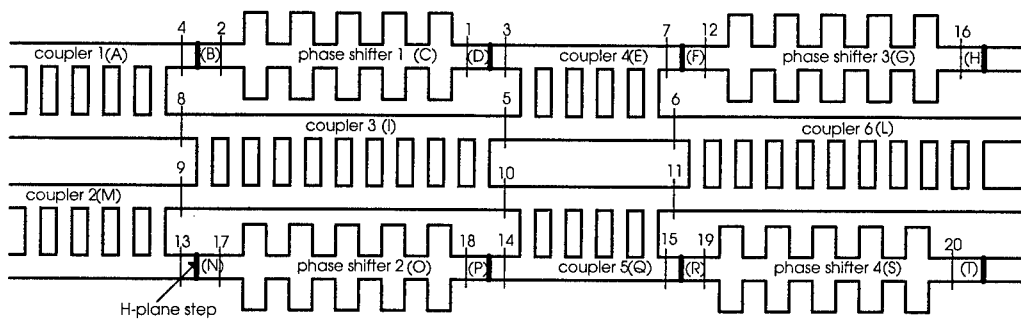 4 (B) 2 1 (D) 3 7 (F) 12 16 (H)
coupler 1(A) phase shifter 1 (C) coupler 4(E) phase shifter 3(G)
8 5 6
coupler 3 (I) coupler 6(L)
9 10 11
coupler 2(M)
13 (N) 17 18 (P) 14 15 (R) 19 20 (T)
phase shifter 2 (O) coupler 5(Q) phase shifter 4(S)
H-plane step